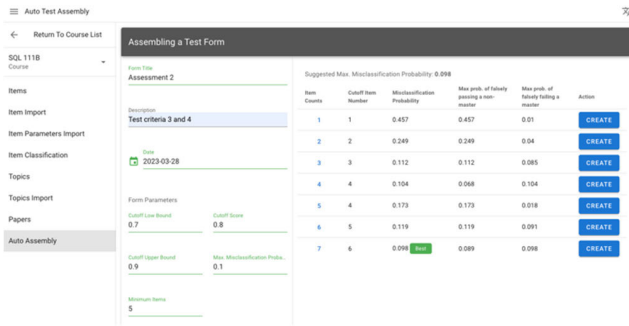 Auto Test Assembly
Return To Course List
SQL 111B
Course
Items
Item Import
Item Parameters Import
Item Classification
Topics
Topics Import
Papers
Auto Assembly
Assembling a Test Form
Form Title
Assessment 2
Description
Test criteria 3 and 4
Date
2023-03-28
Form Parameters
Cutoff Low Bound Cutoff Score
0.7 0.8
Cutoff Upper Bound Max. Misclassification Proba...
0.9 0.1
Minimum Items
5
Suggested Max. Misclassification Probability: 0.098
Item Counts Cutoff Item Number Misclassification Probability Max prob. of falsely passing a non-master Max prob. of falsely failing a master Action
1 1 0.457 0.457 0.01 CREATE
2 2 0.249 0.249 0.04 CREATE
3 3 0.112 0.112 0.085 CREATE
4 4 0.104 0.068 0.104 CREATE
5 4 0.173 0.173 0.018 CREATE
6 5 0.119 0.119 0.091 CREATE
7 6 0.098 Best 0.089 0.098 CREATE